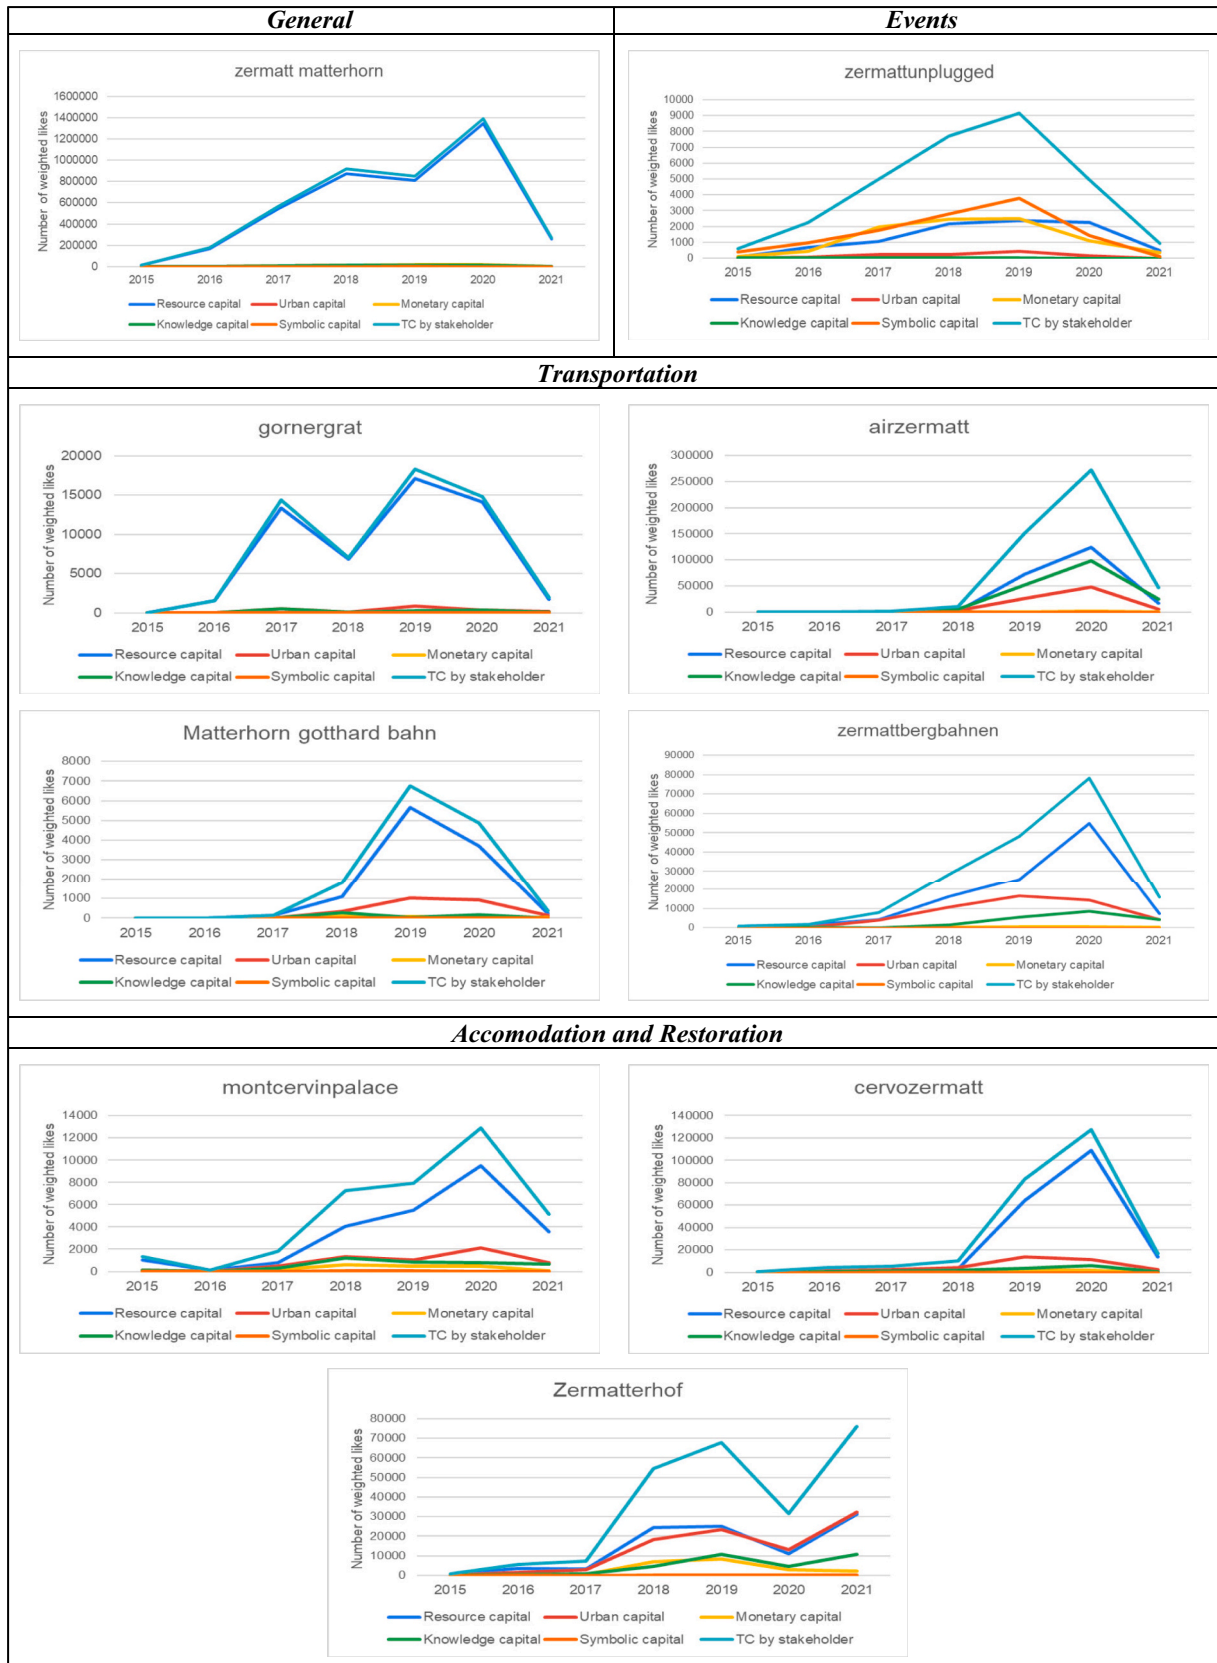 General
Events
zermatt matterhorn
Number of weighted likes
1600000
1400000
1200000
1000000
800000
600000
400000
200000
0
2015 2016 2017 2018 2019 2020 2021
Resource capital Urban capital Monetary capital
Knowledge capital Symbolic capital TC by stakeholder
zermattunplugged
Number of weighted likes
10000
9000
8000
7000
6000
5000
4000
3000
2000
1000
0
2015 2016 2017 2018 2019 2020 2021
Resource capital Urban capital Monetary capital
Knowledge capital Symbolic capital TC by stakeholder
Transportation
gornergrat
Number of weighted likes
20000
15000
10000
5000
0
2015 2016 2017 2018 2019 2020 2021
Resource capital Urban capital Monetary capital
Knowledge capital Symbolic capital TC by stakeholder
airzermatt
Number of weighted likes
300000
250000
200000
150000
100000
50000
0
2015 2016 2017 2018 2019 2020 2021
Resource capital Urban capital Monetary capital
Knowledge capital Symbolic capital TC by stakeholder
Matterhorn gotthard bahn
Number of weighted likes
8000
7000
6000
5000
4000
3000
2000
1000
0
2015 2016 2017 2018 2019 2020 2021
Resource capital Urban capital Monetary capital
Knowledge capital Symbolic capital TC by stakeholder
zermattbergbahnen
Numter of weighted likes
90000
80000
70000
60000
50000
40000
30000
20000
10000
0
2015 2016 2017 2018 2019 2020 2021
Resource capital Urban capital Monetary capital
Knowledge capital Symbolic capital TC by stakeholder
Accomodation and Restoration
montcervinpalace
Number of weighted likes
14000
12000
10000
8000
6000
4000
2000
0
2015 2016 2017 2018 2019 2020 2021
Resource capital Urban capital Monetary capital
Knowledge capital Symbolic capital TC by stakeholder
cervozermatt
Number of weighted likes
140000
120000
100000
80000
60000
40000
20000
0
2015 2016 2017 2018 2019 2020 2021
Resource capital Urban capital Monetary capital
Knowledge capital Symbolic capital TC by stakeholder
Zermatterhof
Number of weighted likes
80000
70000
60000
50000
40000
30000
20000
10000
0
2015 2016 2017 2018 2019 2020 2021
Resource capital Urban capital Monetary capital
Knowledge capital Symbolic capital TC by stakeholder